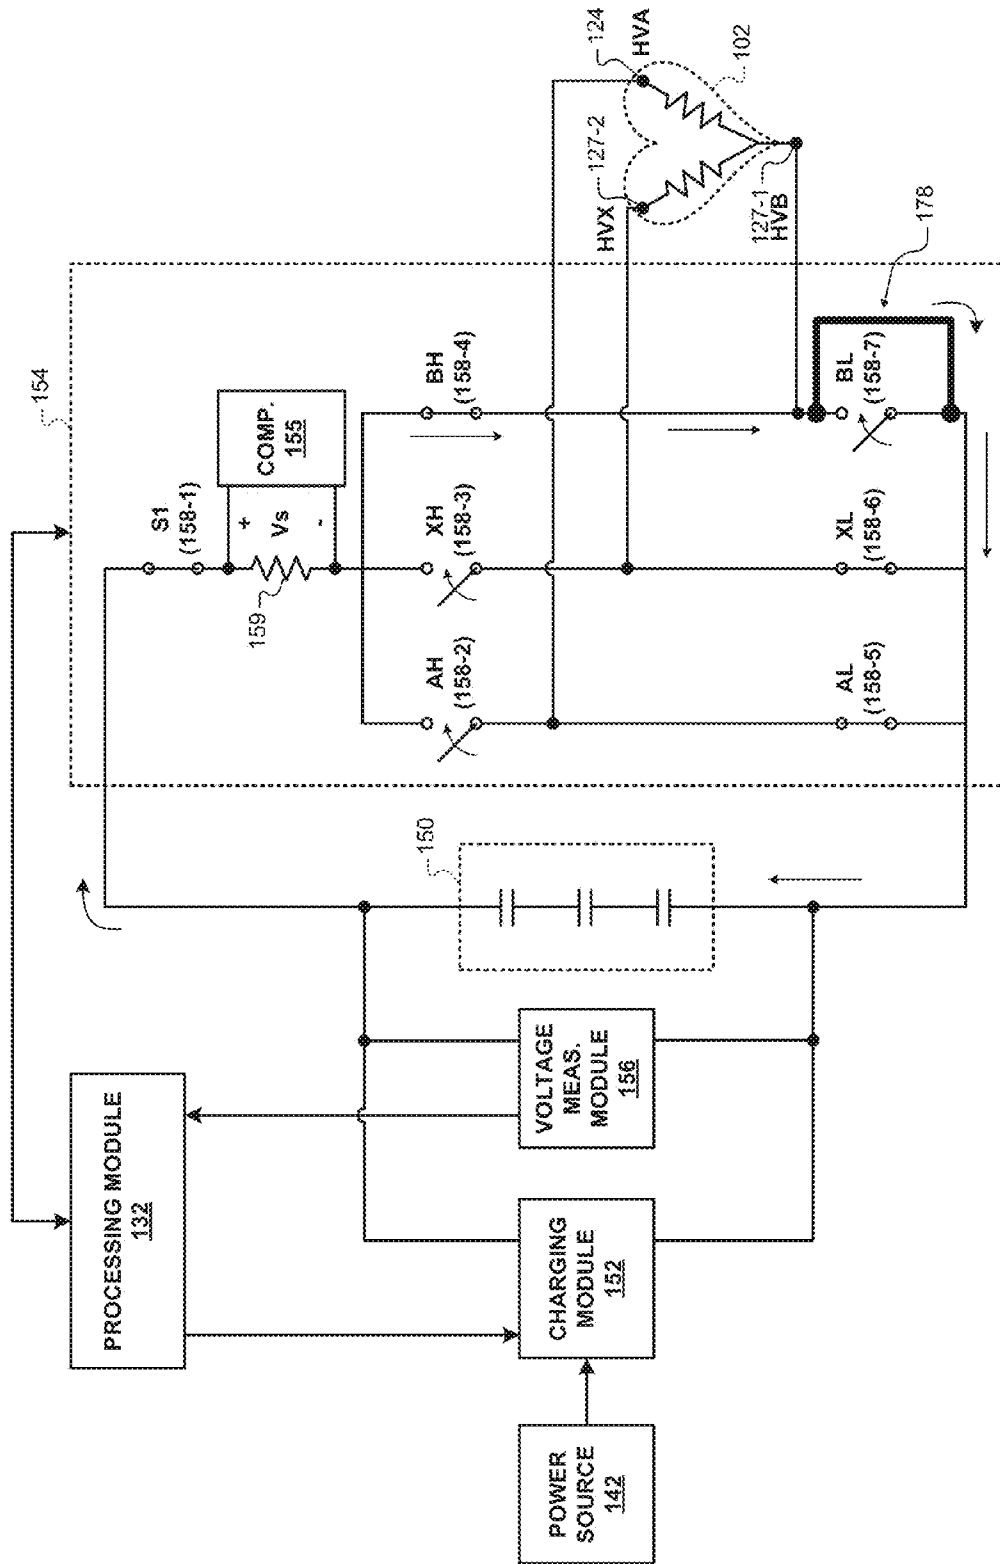 154
S1
(158-1)
+
Vs
-
159
COMP.
155
AH
(158-2)
XH
(158-3)
BH
(158-4)
AL
(158-5)
XL
(158-6)
BL
(158-7)
178
HVX
127-2
124
HVA
102
127-1
HVB
150
PROCESSING MODULE
132
VOLTAGE
MEAS.
MODULE
156
CHARGING
MODULE
152
POWER
SOURCE
142